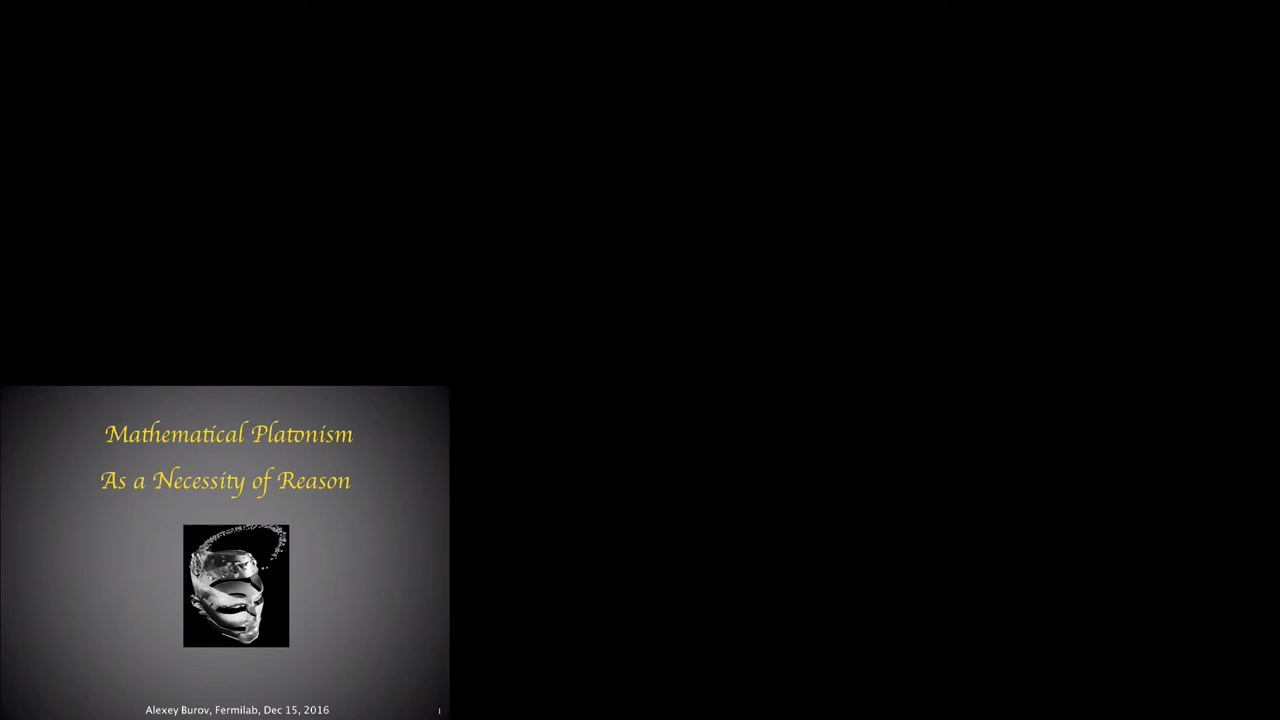 Mathematical Platonism
As a Necessity of Reason
Alexey Burov, Fermilab, Dec 15, 2016
1